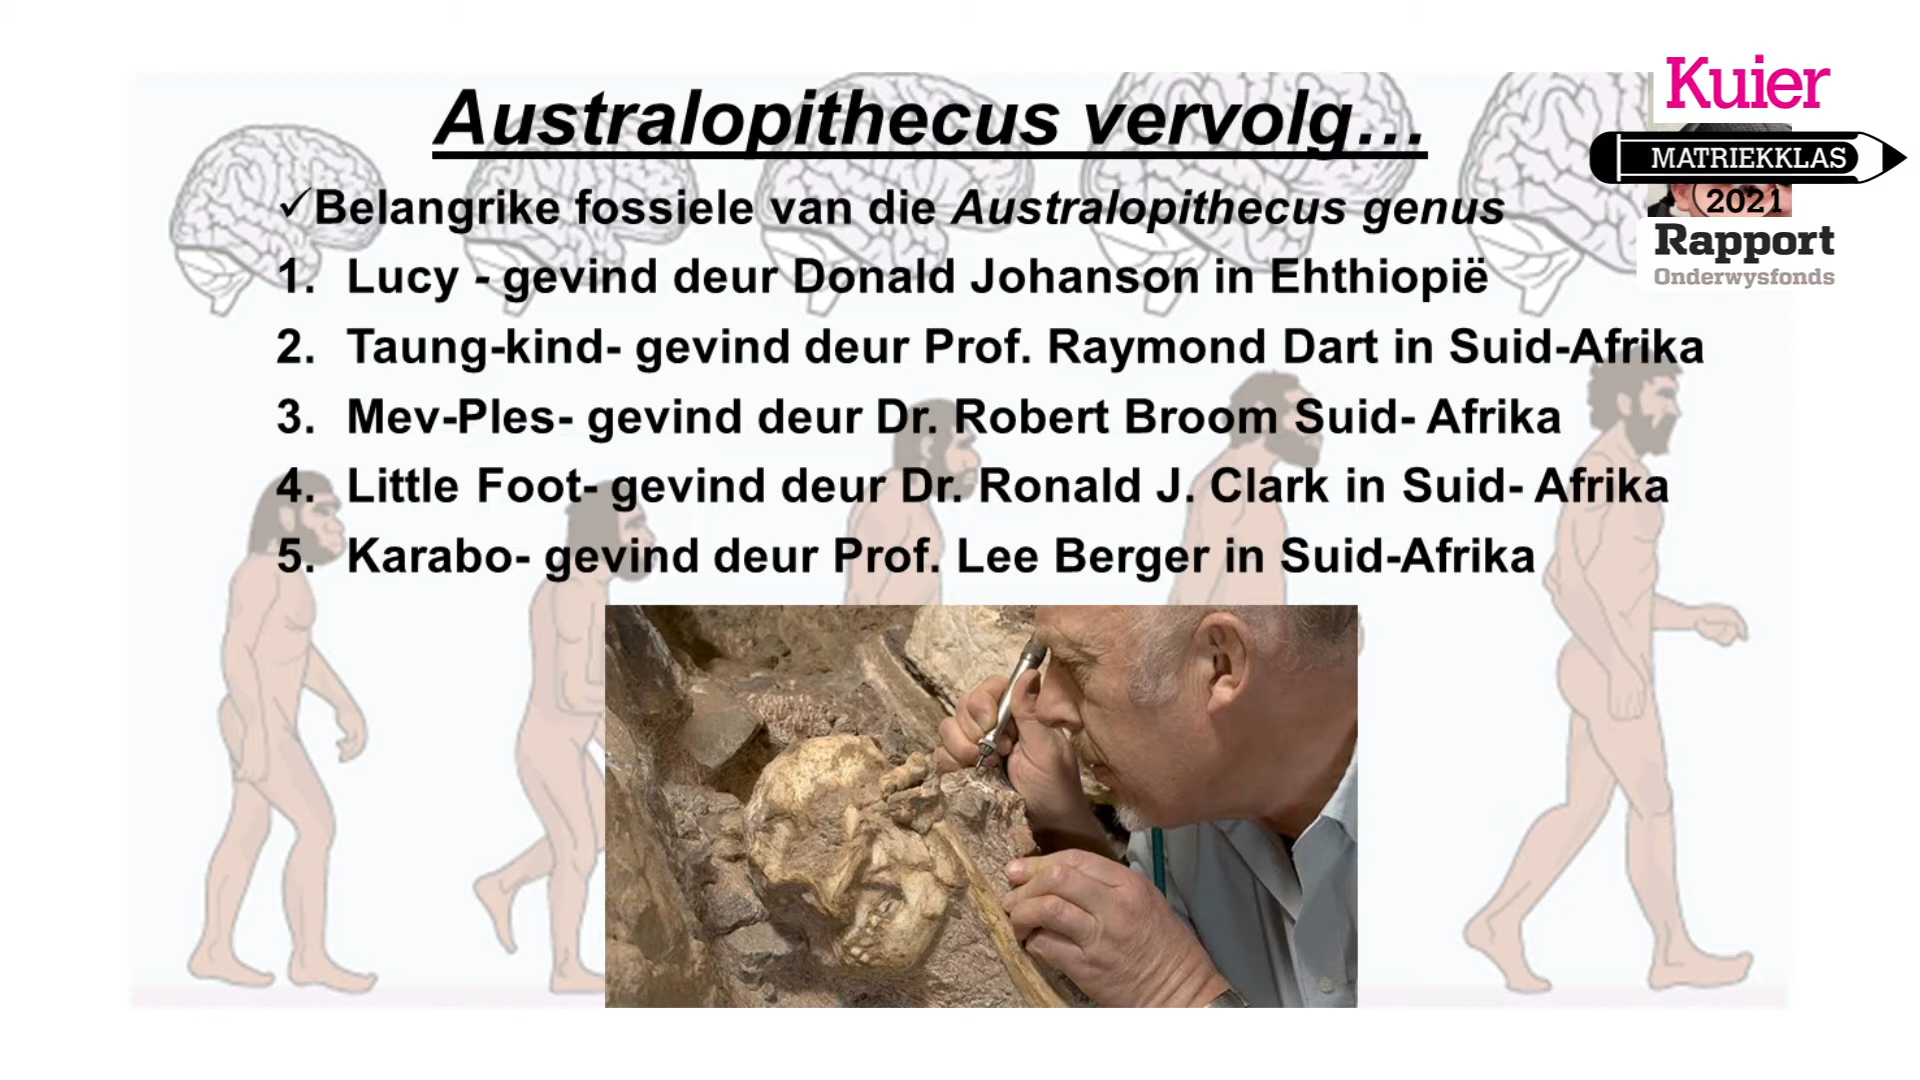 Australopithecus vervolg...
✓Belangrike fossiele van die Australopithecus genus
1. Lucy - gevind deur Donald Johanson in Ehthiopië
2. Taung-kind- gevind deur Prof. Raymond Dart in Suid-Afrika
3. Mev-Ples- gevind deur Dr. Robert Broom Suid- Afrika
4. Little Foot- gevind deur Dr. Ronald J. Clark in Suid- Afrika
5. Karabo- gevind deur Prof. Lee Berger in Suid-Afrika
Kuier
MATRIEKKLAS
2021
Rapport
Onderwysfonds